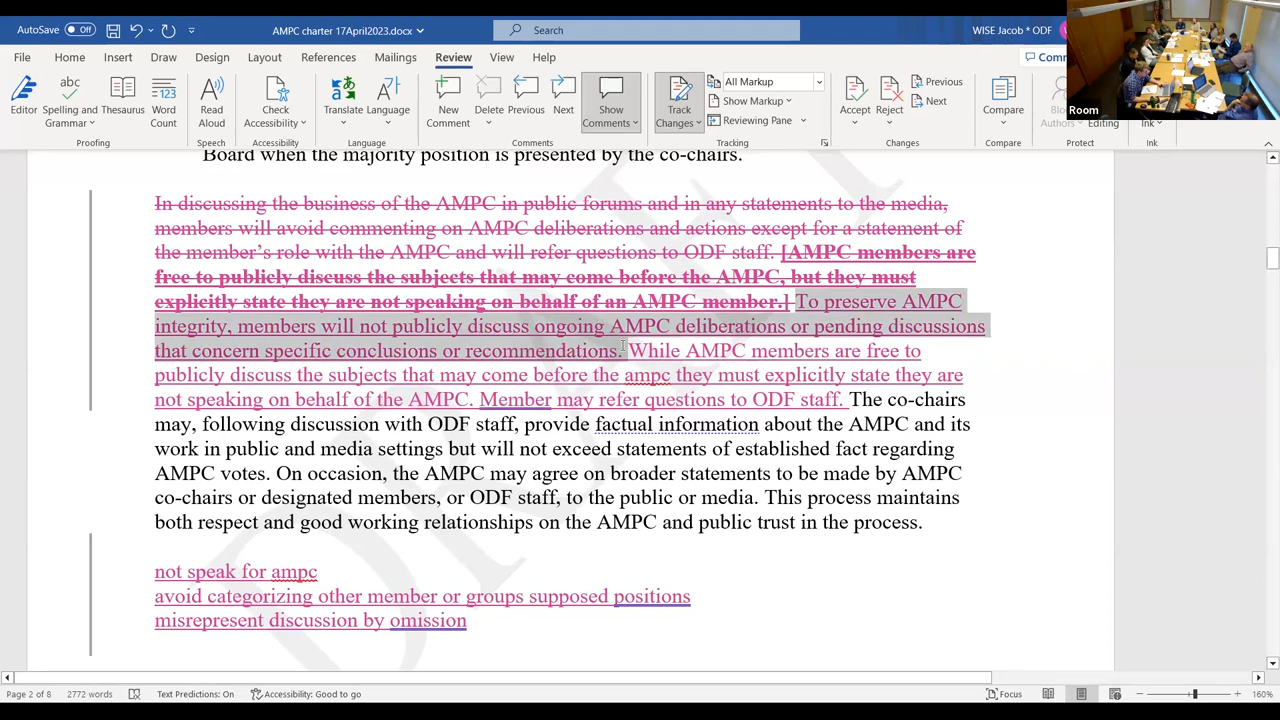 AutoSave Off AMPC charter 17April2023.docx Search WISE Jacob * ODF
File Home Insert Draw Design Layout References Mailings Review View Help
Editor Spelling and Grammar Thesaurus Word Count Read Aloud Check Accessibility Translate Language New Comment Delete Previous Next Show Comments Track Changes All Markup Show Markup Reviewing Pane Accept Reject Previous Next Compare Editing Ink
Proofing Speech Accessibility Language Comments Tracking Changes Compare Protect Ink
Room
Board when the majority position is presented by the co-chairs.
In discussing the business of the AMPC in public forums and in any statements to the media,
members will avoid commenting on AMPC deliberations and actions except for a statement of
the member's role with the AMPC and will refer questions to ODF staff. [AMPC members are
free to publicly discuss the subjects that may come before the AMPC, but they must
explicitly state they are not speaking on behalf of an AMPC member.] To preserve AMPC
integrity, members will not publicly discuss ongoing AMPC deliberations or pending discussions
that concern specific conclusions or recommendations. While AMPC members are free to
publicly discuss the subjects that may come before the ampc they must explicitly state they are
not speaking on behalf of the AMPC. Member may refer questions to ODF staff. The co-chairs
may, following discussion with ODF staff, provide factual information about the AMPC and its
work in public and media settings but will not exceed statements of established fact regarding
AMPC votes. On occasion, the AMPC may agree on broader statements to be made by AMPC
co-chairs or designated members, or ODF staff, to the public or media. This process maintains
both respect and good working relationships on the AMPC and public trust in the process.
not speak for ampc
avoid categorizing other member or groups supposed positions
misrepresent discussion by omission
DRAFT
Page 2 of 8 2772 words Text Predictions: On Accessibility: Good to go Focus 160%